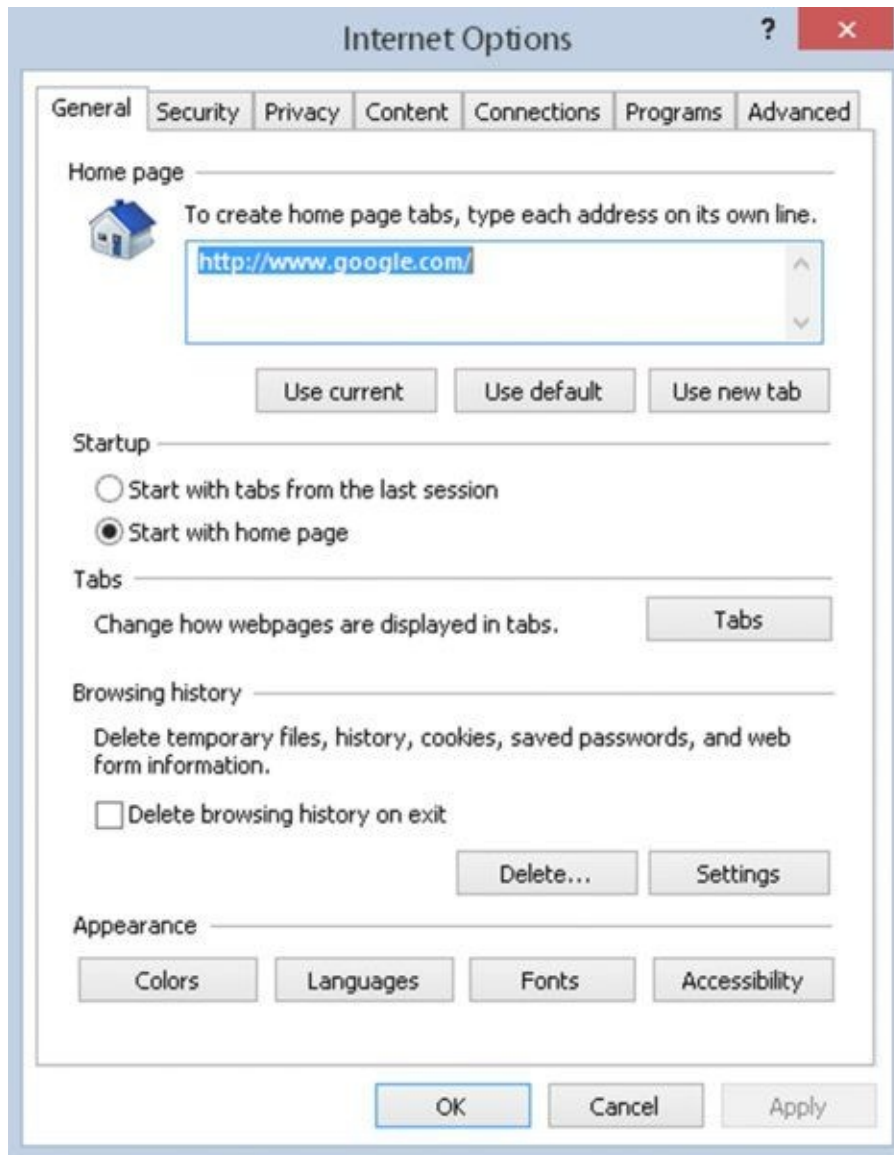 Internet Options
?
General Security Privacy Content Connections Programs Advanced
Home page
To create home page tabs, type each address on its own line.
http://www.google.com/
Use current Use default Use new tab
Startup
Start with tabs from the last session
Start with home page
Tabs
Change how webpages are displayed in tabs. Tabs
Browsing history
Delete temporary files, history, cookies, saved passwords, and web
form information.
Delete browsing history on exit
Delete... Settings
Appearance
Colors Languages Fonts Accessibility
OK Cancel Apply